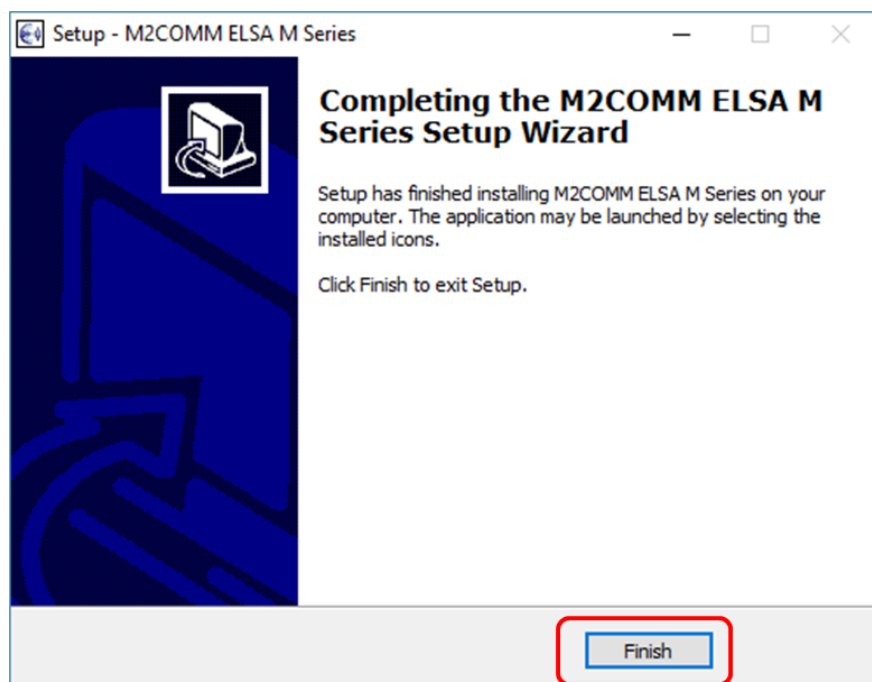 Setup - M2COMM ELSA M Series
Completing the M2COMM ELSA M
Series Setup Wizard
Setup has finished installing M2COMM ELSA M Series on your
computer. The application may be launched by selecting the
installed icons.
Click Finish to exit Setup.
Finish